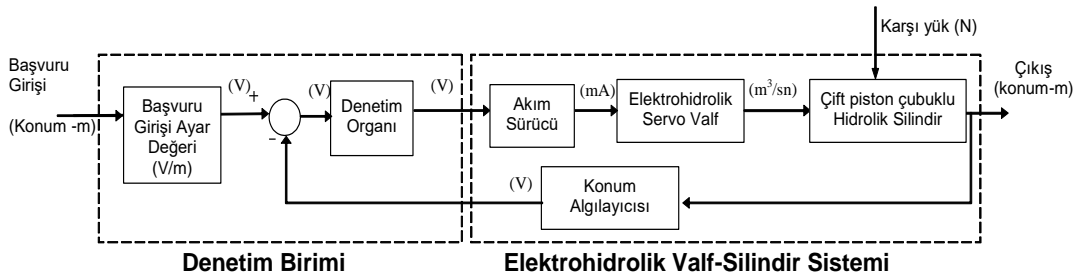 Karşı yük (N)
Başvuru
Girişi
(Konum -m)
Başvuru
Girişi Ayar
Değeri
(V/m)
(V)
+
-
(V)
Denetim
Organı
(V)
Akım
Sürücü
(mA)
Elektrohidrolik
Servo Valf
(m³/sn)
Çift piston çubuklu
Hidrolik Silindir
Çıkış
(konum-m)
(V)
Konum
Algılayıcısı
Denetim Birimi
Elektrohidrolik Valf-Silindir Sistemi